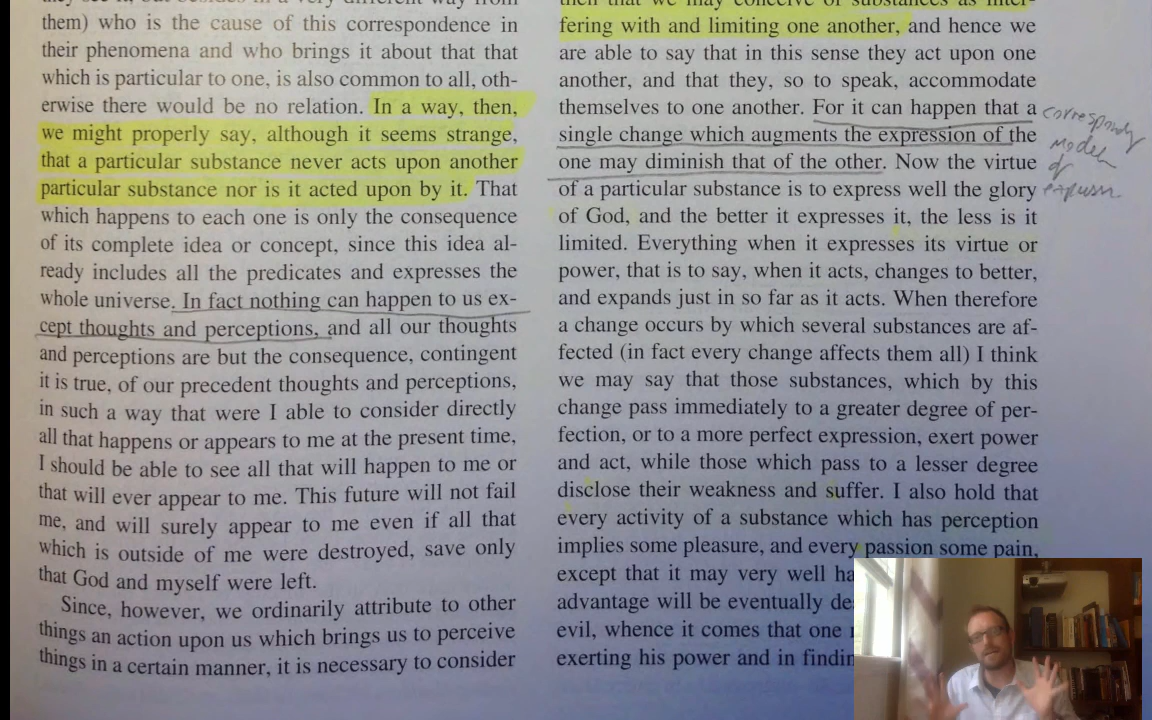 them) who is the cause of this correspondence in
their phenomena and who brings it about that that
which is particular to one, is also common to all, oth-
erwise there would be no relation. In a way, then,
we might properly say, although it seems strange,
that a particular substance never acts upon another
particular substance nor is it acted upon by it. That
which happens to each one is only the consequence
of its complete idea or concept, since this idea al-
ready includes all the predicates and expresses the
whole universe. In fact nothing can happen to us ex-
cept thoughts and perceptions, and all our thoughts
and perceptions are but the consequence, contingent
it is true, of our precedent thoughts and perceptions,
in such a way that were I able to consider directly
all that happens or appears to me at the present time,
I should be able to see all that will happen to me or
that will ever appear to me. This future will not fail
me, and will surely appear to me even if all that
which is outside of me were destroyed, save only
that God and myself were left.
Since, however, we ordinarily attribute to other
things an action upon us which brings us to perceive
things in a certain manner, it is necessary to consider
fering with and limiting one another, and hence we
are able to say that in this sense they act upon one
another, and that they, so to speak, accommodate
themselves to one another. For it can happen that a
single change which augments the expression of the
one may diminish that of the other. Now the virtue
of a particular substance is to express well the glory
of God, and the better it expresses it, the less is it
limited. Everything when it expresses its virtue or
power, that is to say, when it acts, changes to better,
and expands just in so far as it acts. When therefore
a change occurs by which several substances are af-
fected (in fact every change affects them all) I think
we may say that those substances, which by this
change pass immediately to a greater degree of per-
fection, or to a more perfect expression, exert power
and act, while those which pass to a lesser degree
disclose their weakness and suffer. I also hold that
every activity of a substance which has perception
implies some pleasure, and every passion some pain,
except that it may very well ha
advantage will be eventually de
evil, whence it comes that one
exerting his power and in findin
model
of